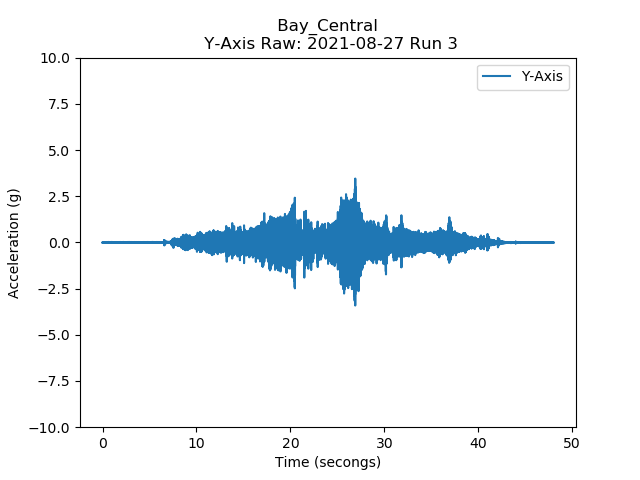 Bay_Central
Y-Axis Raw: 2021-08-27 Run 3
10.0
7.5
5.0
2.5
0.0
−2.5
−5.0
−7.5
−10.0
Acceleration (g)
Y-Axis
0 10 20 30 40 50
Time (secongs)